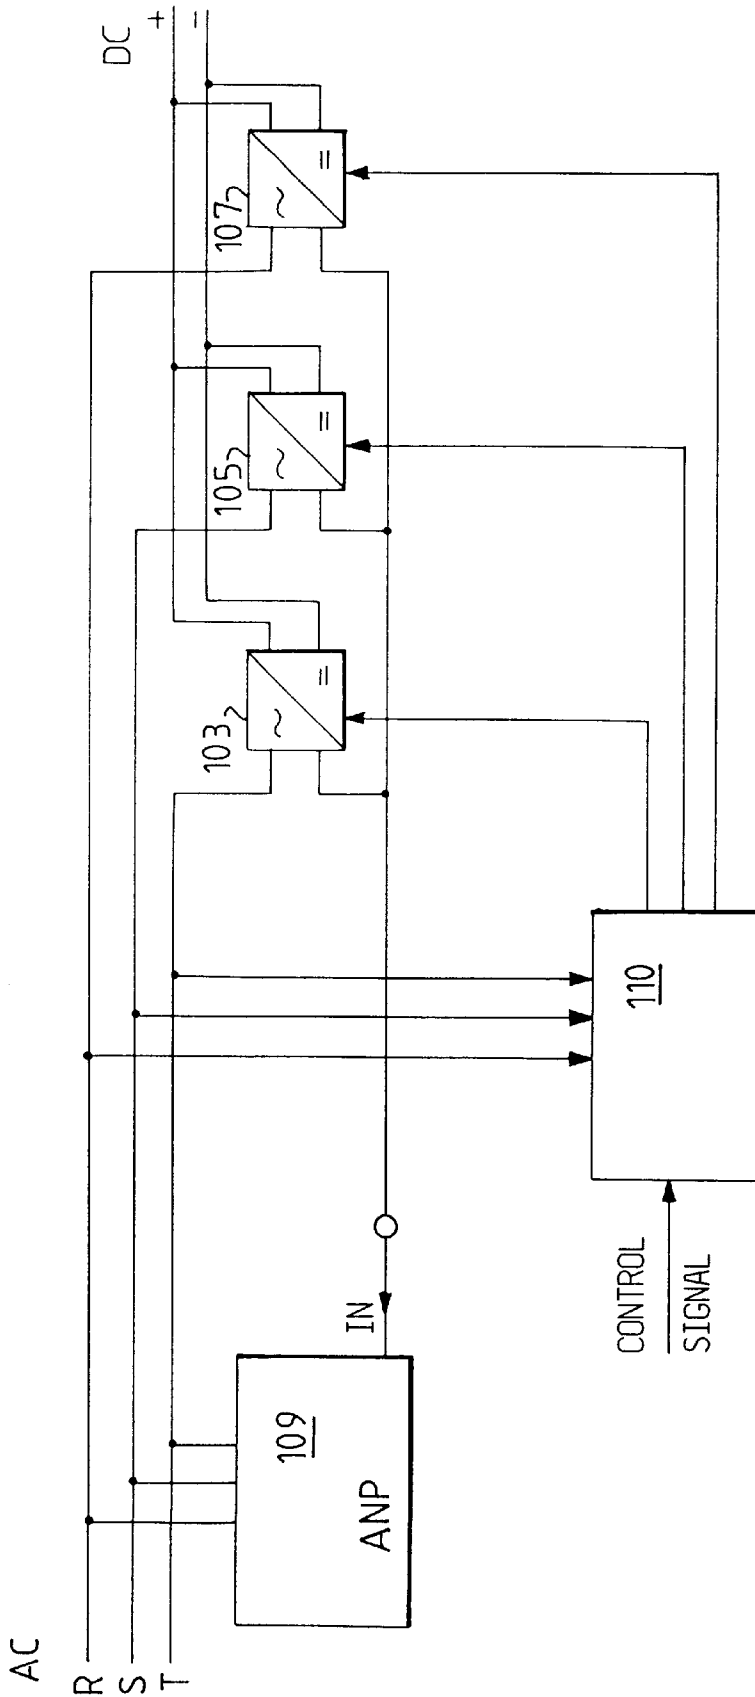 AC
R
S
T
DC
+
=
109
ANP
IN
103
~
=
105
~
=
107
~
=
110
CONTROL
SIGNAL